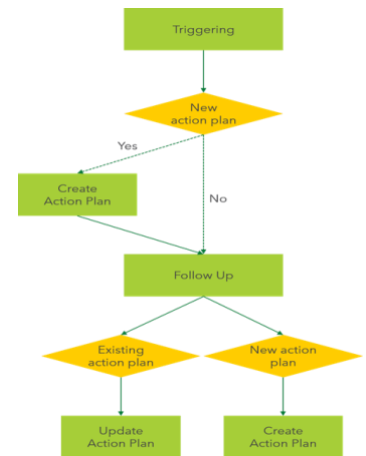 Triggering
New
action plan
Yes
Create
Action Plan
No
Follow Up
Existing
action plan
New action
plan
Update
Action Plan
Create
Action Plan